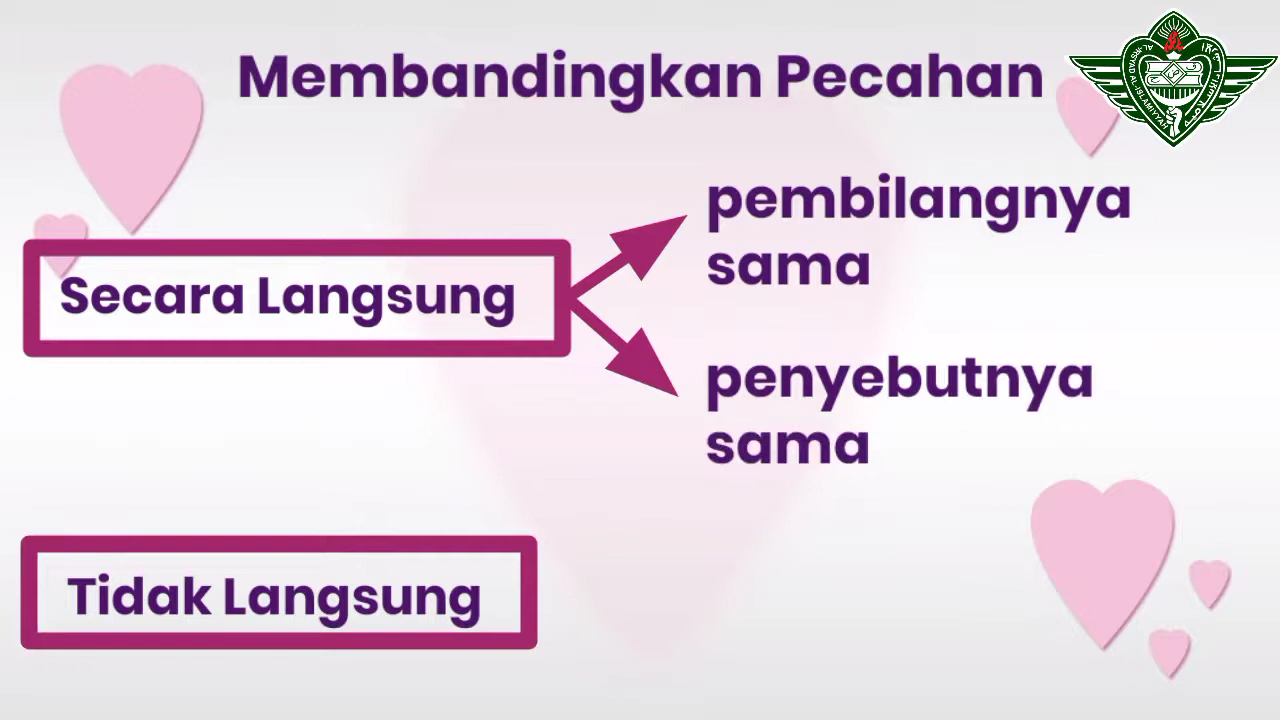 Membandingkan Pecahan
pembilangnya
sama
Secara Langsung
penyebutnya
sama
Tidak Langsung